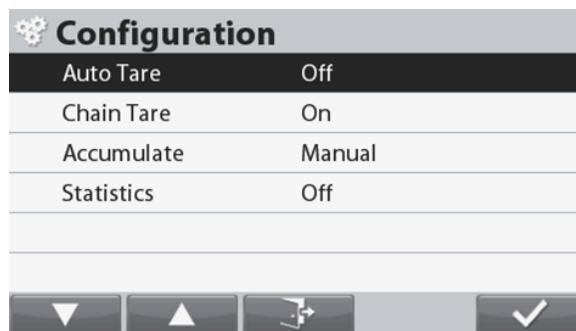 Configuration
Auto Tare Off
Chain Tare On
Accumulate Manual
Statistics Off